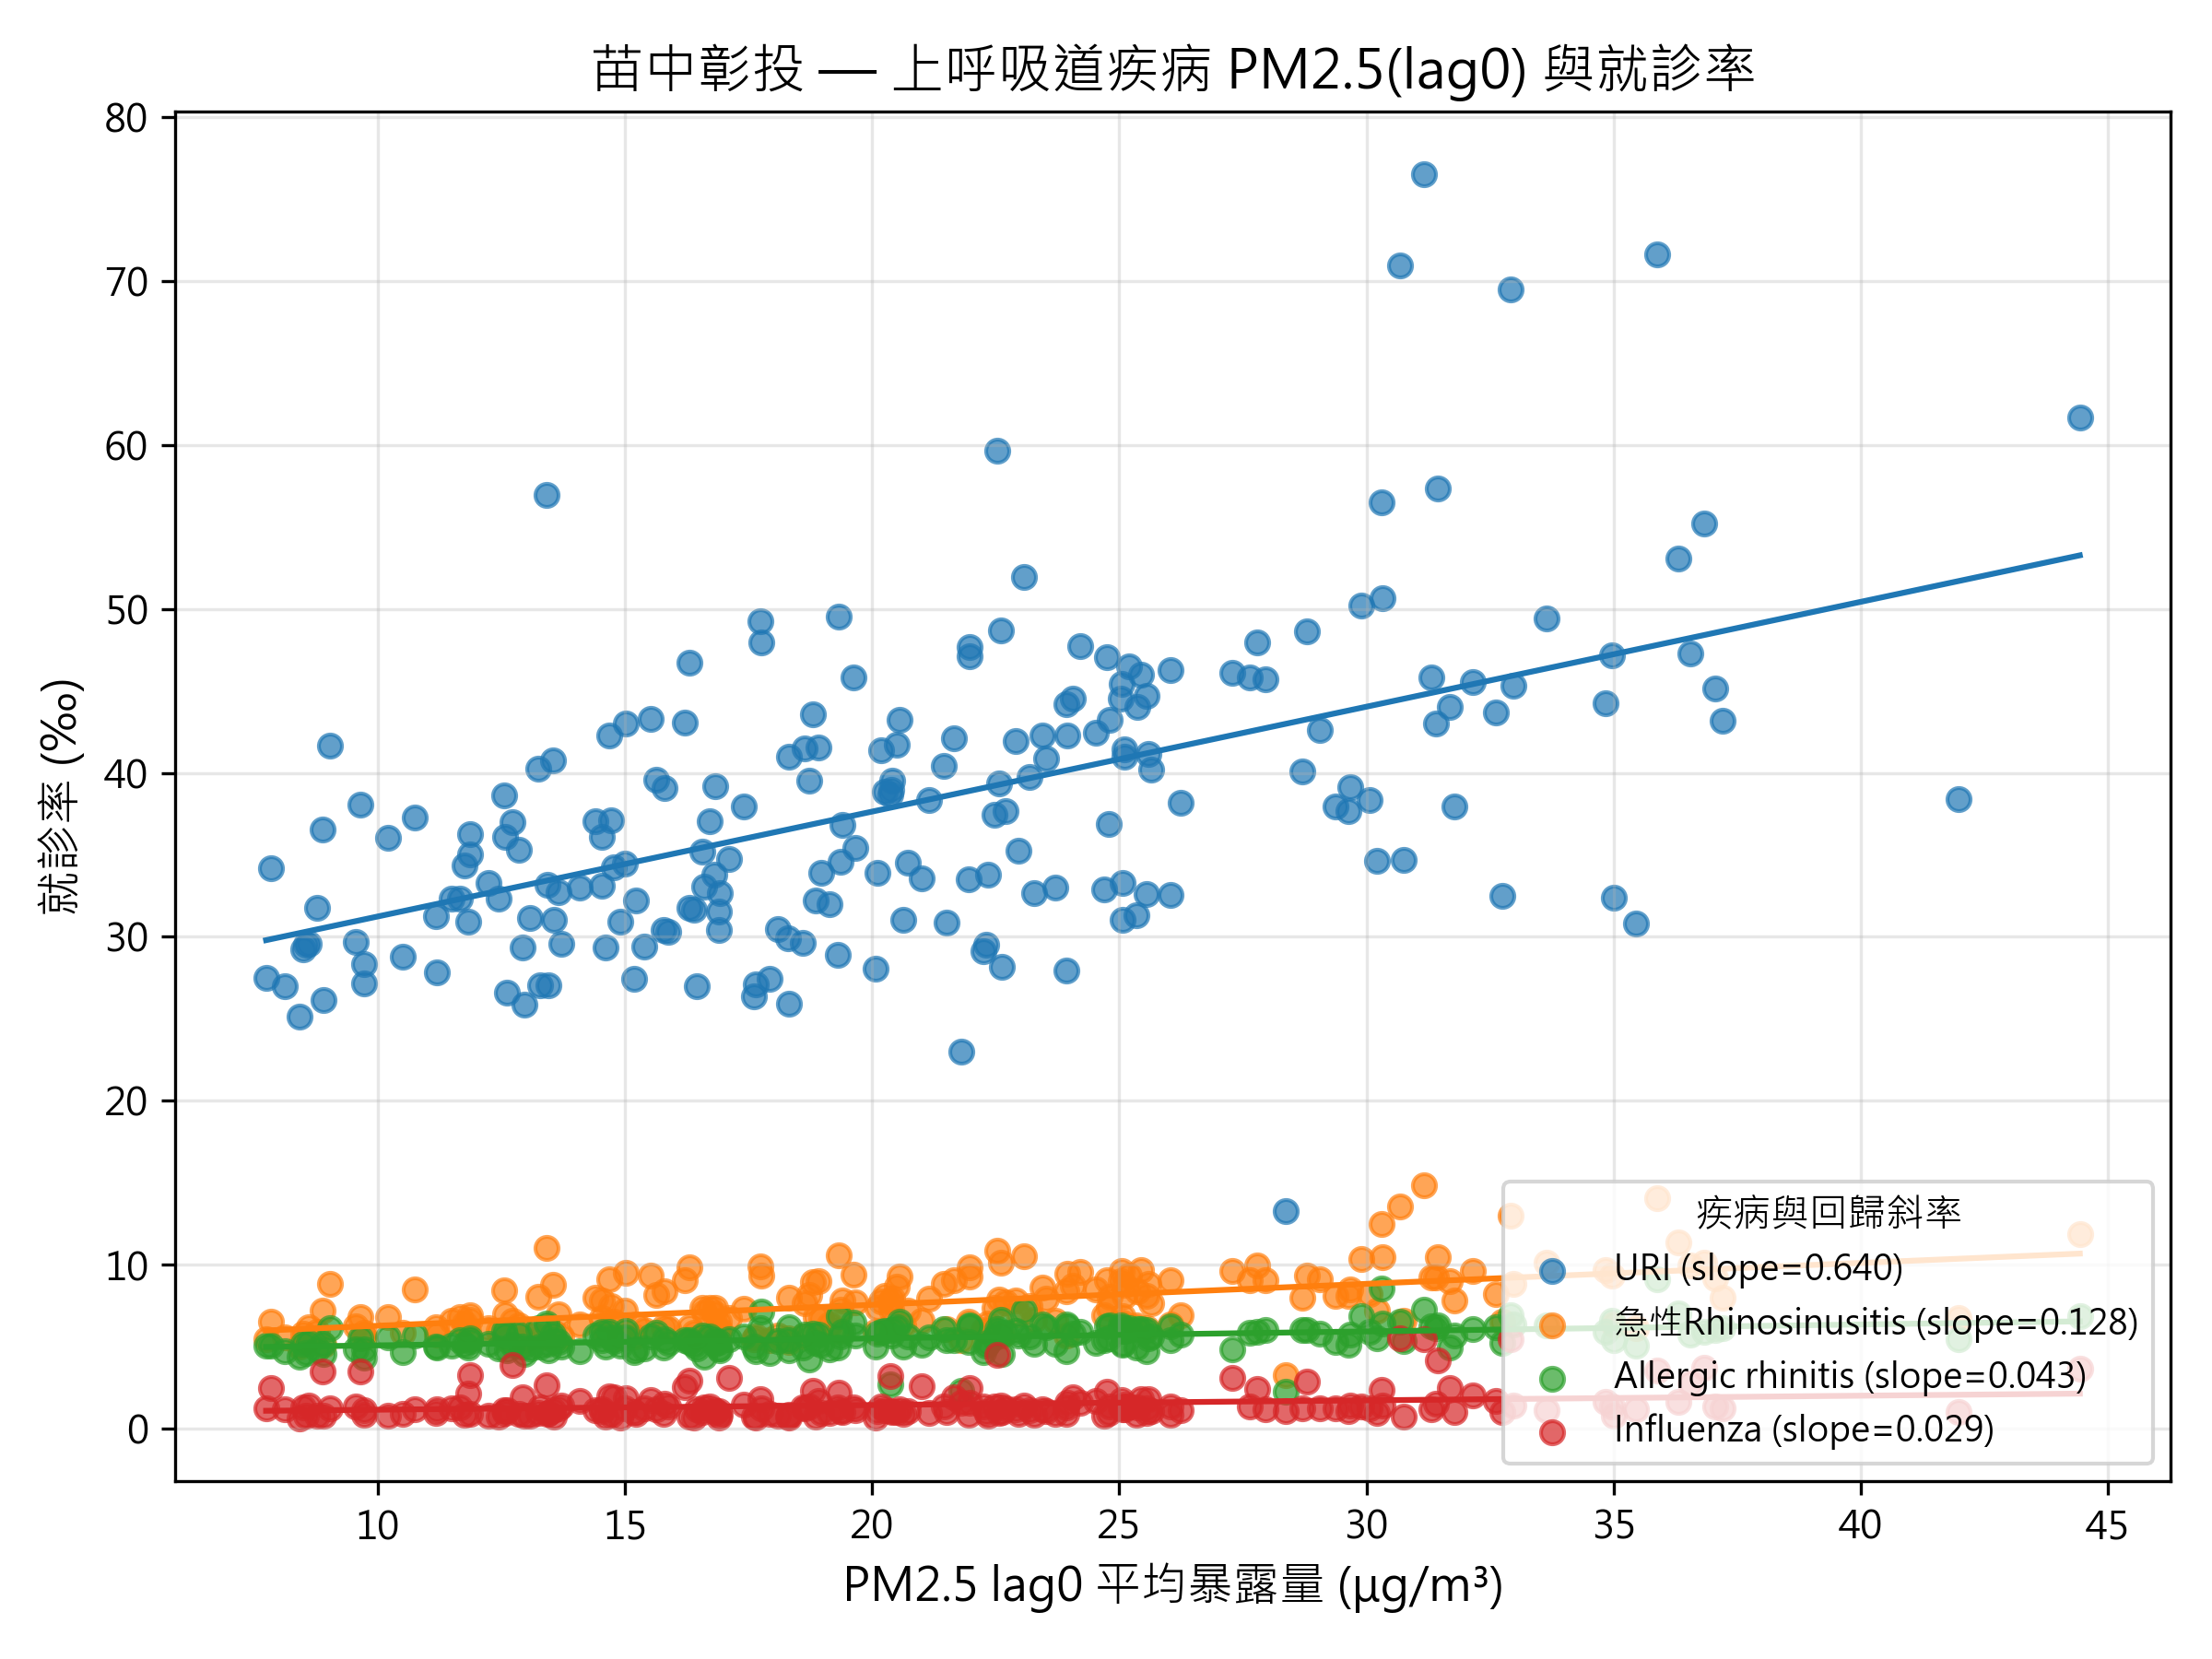 苗中彰投 — 上呼吸道疾病 PM2.5(lag0) 與就診率
80
70
60
50
40
30
20
10
0
就診率 (‰)
疾病與回歸斜率
URI (slope=0.640)
急性Rhinosinusitis (slope=0.128)
Allergic rhinitis (slope=0.043)
Influenza (slope=0.029)
10 15 20 25 30 35 40 45
PM2.5 lag0 平均暴露量 (μg/m³)